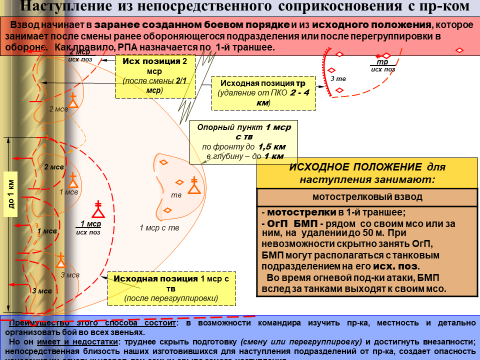 Наступление из непосредственного соприкосновения с пр-ком
Взвод начинает в заранее созданном боевом порядке и из исходного положения, которое
занимает после смены ранее оборонящегося подразделения или после перегруппировки в
обороне. Как правило, РПА назначается по 1-й траншее.
2 мср
исх поз
Исх позиция 2
мср
(после смены 2/1
мср)
Исходная позиция тр
(удаление от ПКО 2 - 4
км)
3 тв
тр
исх поз
2 мсв
Опорный пункт 1 мср
с тв
по фронту до 1,5 км
в глубину – до 1 км
до 1 км
2 мсв
1 мсв
1 мср
исх поз
тв
1 мср с тв
1 мсв
3 мсв
3 мсв
Исходная позиция 1 мср с
тв
(после перегруппировки)
ИСХОДНОЕ ПОЛОЖЕНИЕ для
наступления занимают:
мотострелковый взвод
- мотострелки в 1-й траншее;
- ОгП БМП - рядом с своим мсо или за
ним, на удалении до 50 м. При
невозможности скрытно занять ОгП,
БМП могут располагаться с танковым
подразделением на его исх. поз.
Во время огневой под-ки атаки, БМП
вслед за танками выходят к своим мсо.
Преимущество этого способа состоит: в возможности командира изучить пр-ка, местность и детально
организовать бой во всех звеньях.
Но он имеет и недостатки: труднее скрыть подготовку (смену или перегруппировку) и достигнуть внезапности;
непосредственная близость наших изготовившихся для наступления подразделений от пр-ка, создает опасность